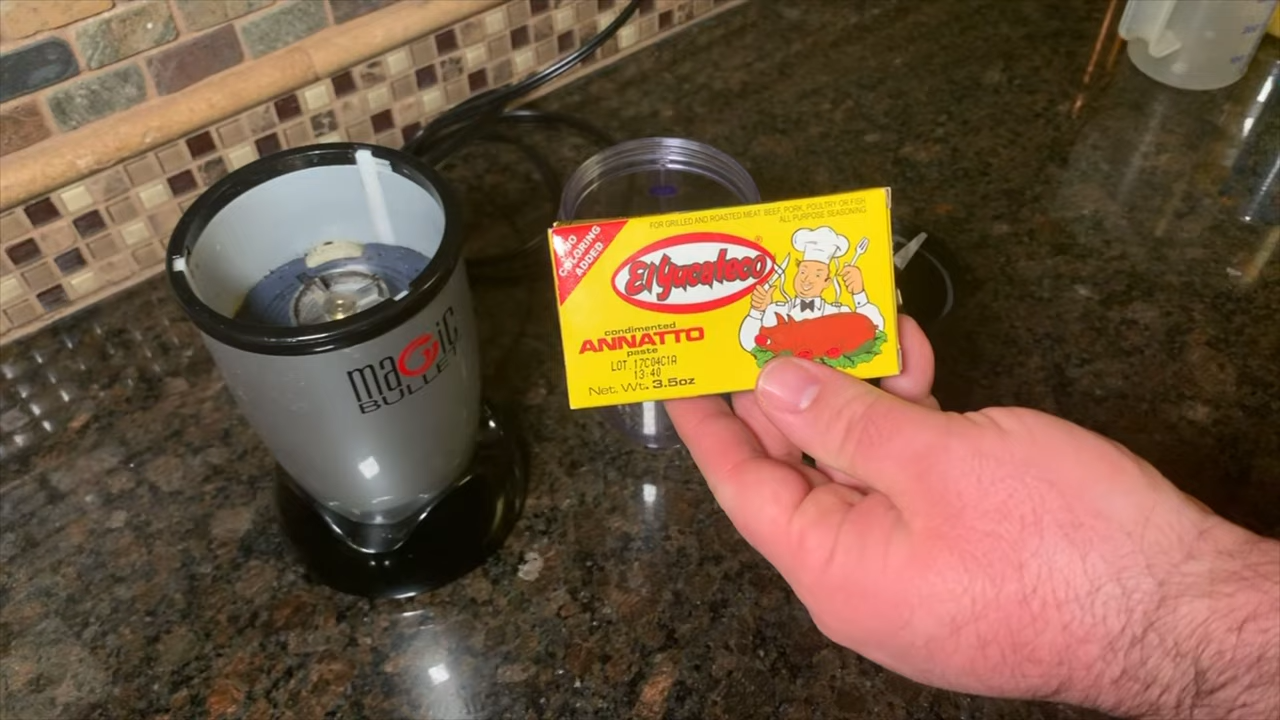 FOR GRILLED AND ROASTED MEAT, BEEF, PORK, POULTRY OR FISH
ALL PURPOSE SEASONING
NO
COLORING
ADDED
El Yucateco®
condimented
ANNATTO
paste
LOT.17C04C1A
13:40
Net. Wt. 3.5oz
magic
BULLET